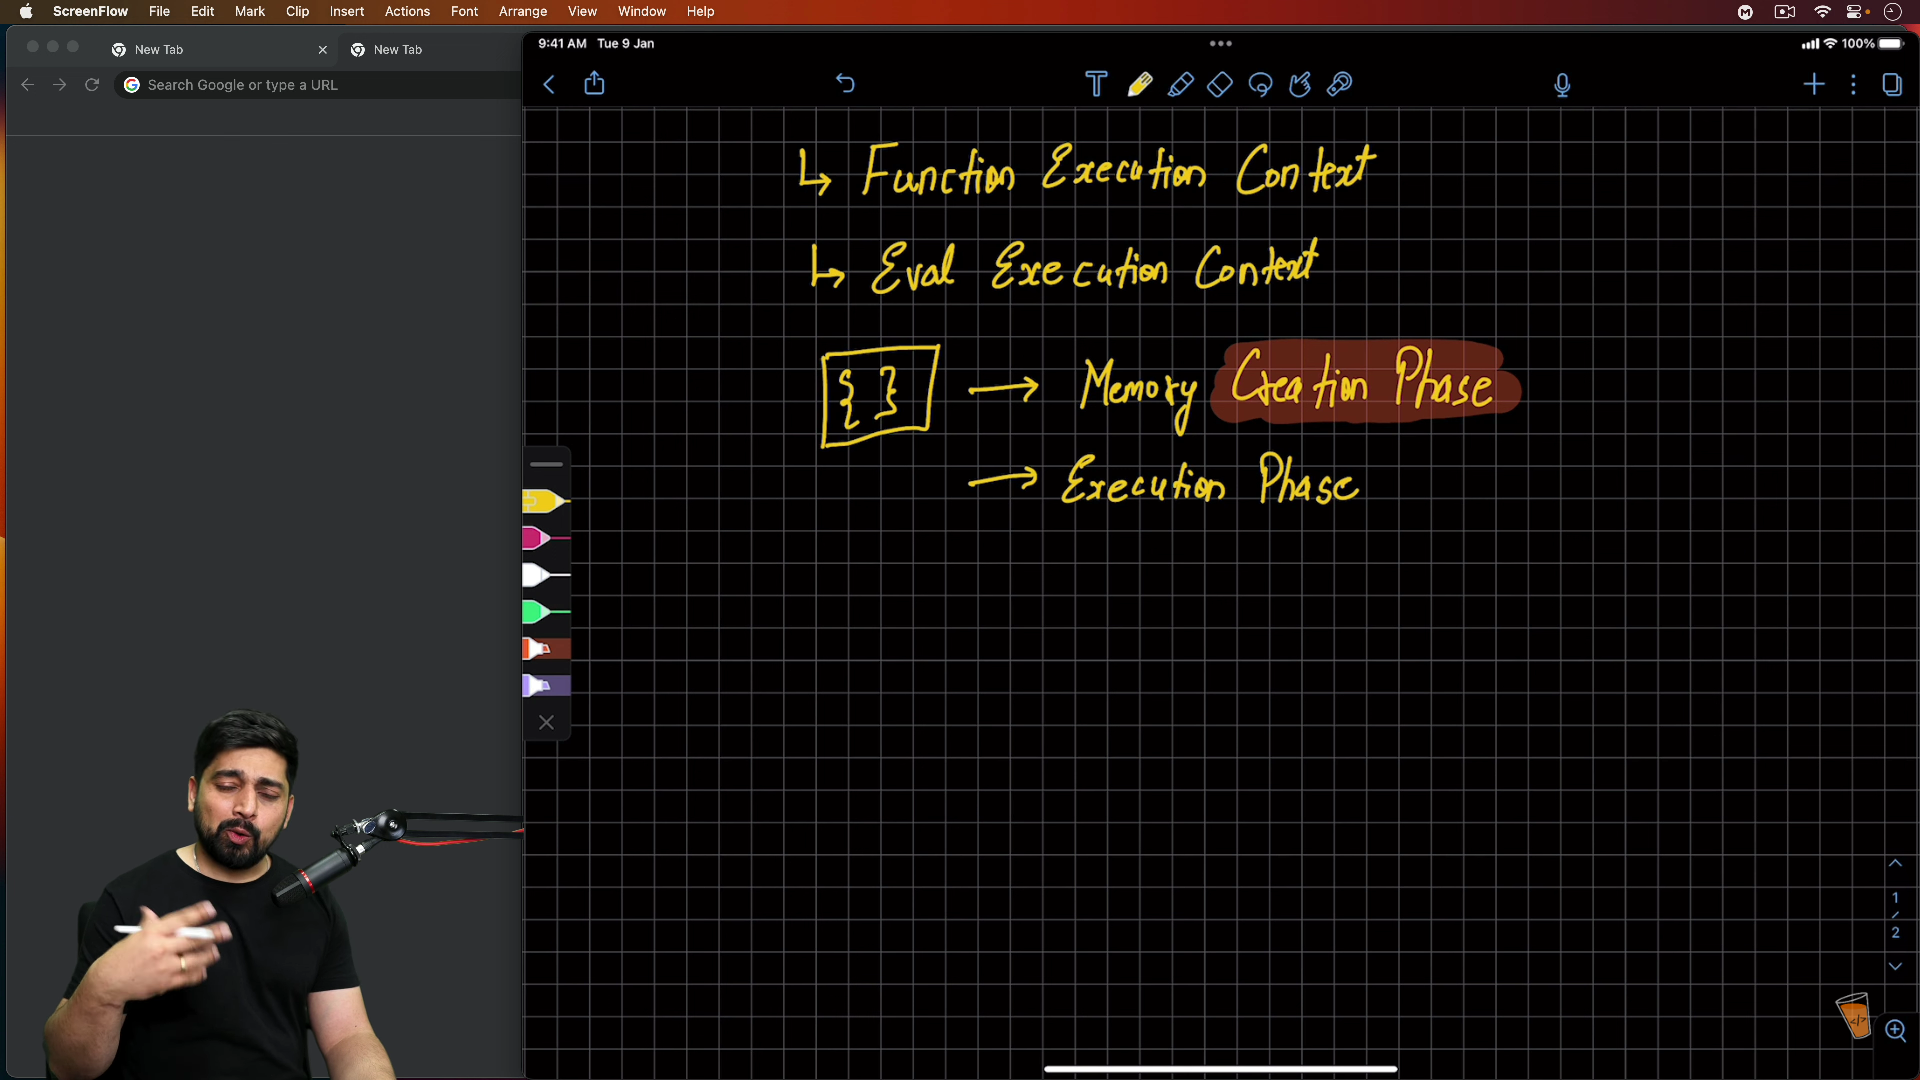 ScreenFlow File Edit Mark Clip Insert Actions Font Arrange View Window Help
New Tab New Tab
Search Google or type a URL
9:41 AM Tue 9 Jan
100%
↳ Function Execution Context
↳ Eval Execution Context
{ } → Memory Creation Phase
→ Execution Phase
1
/
2